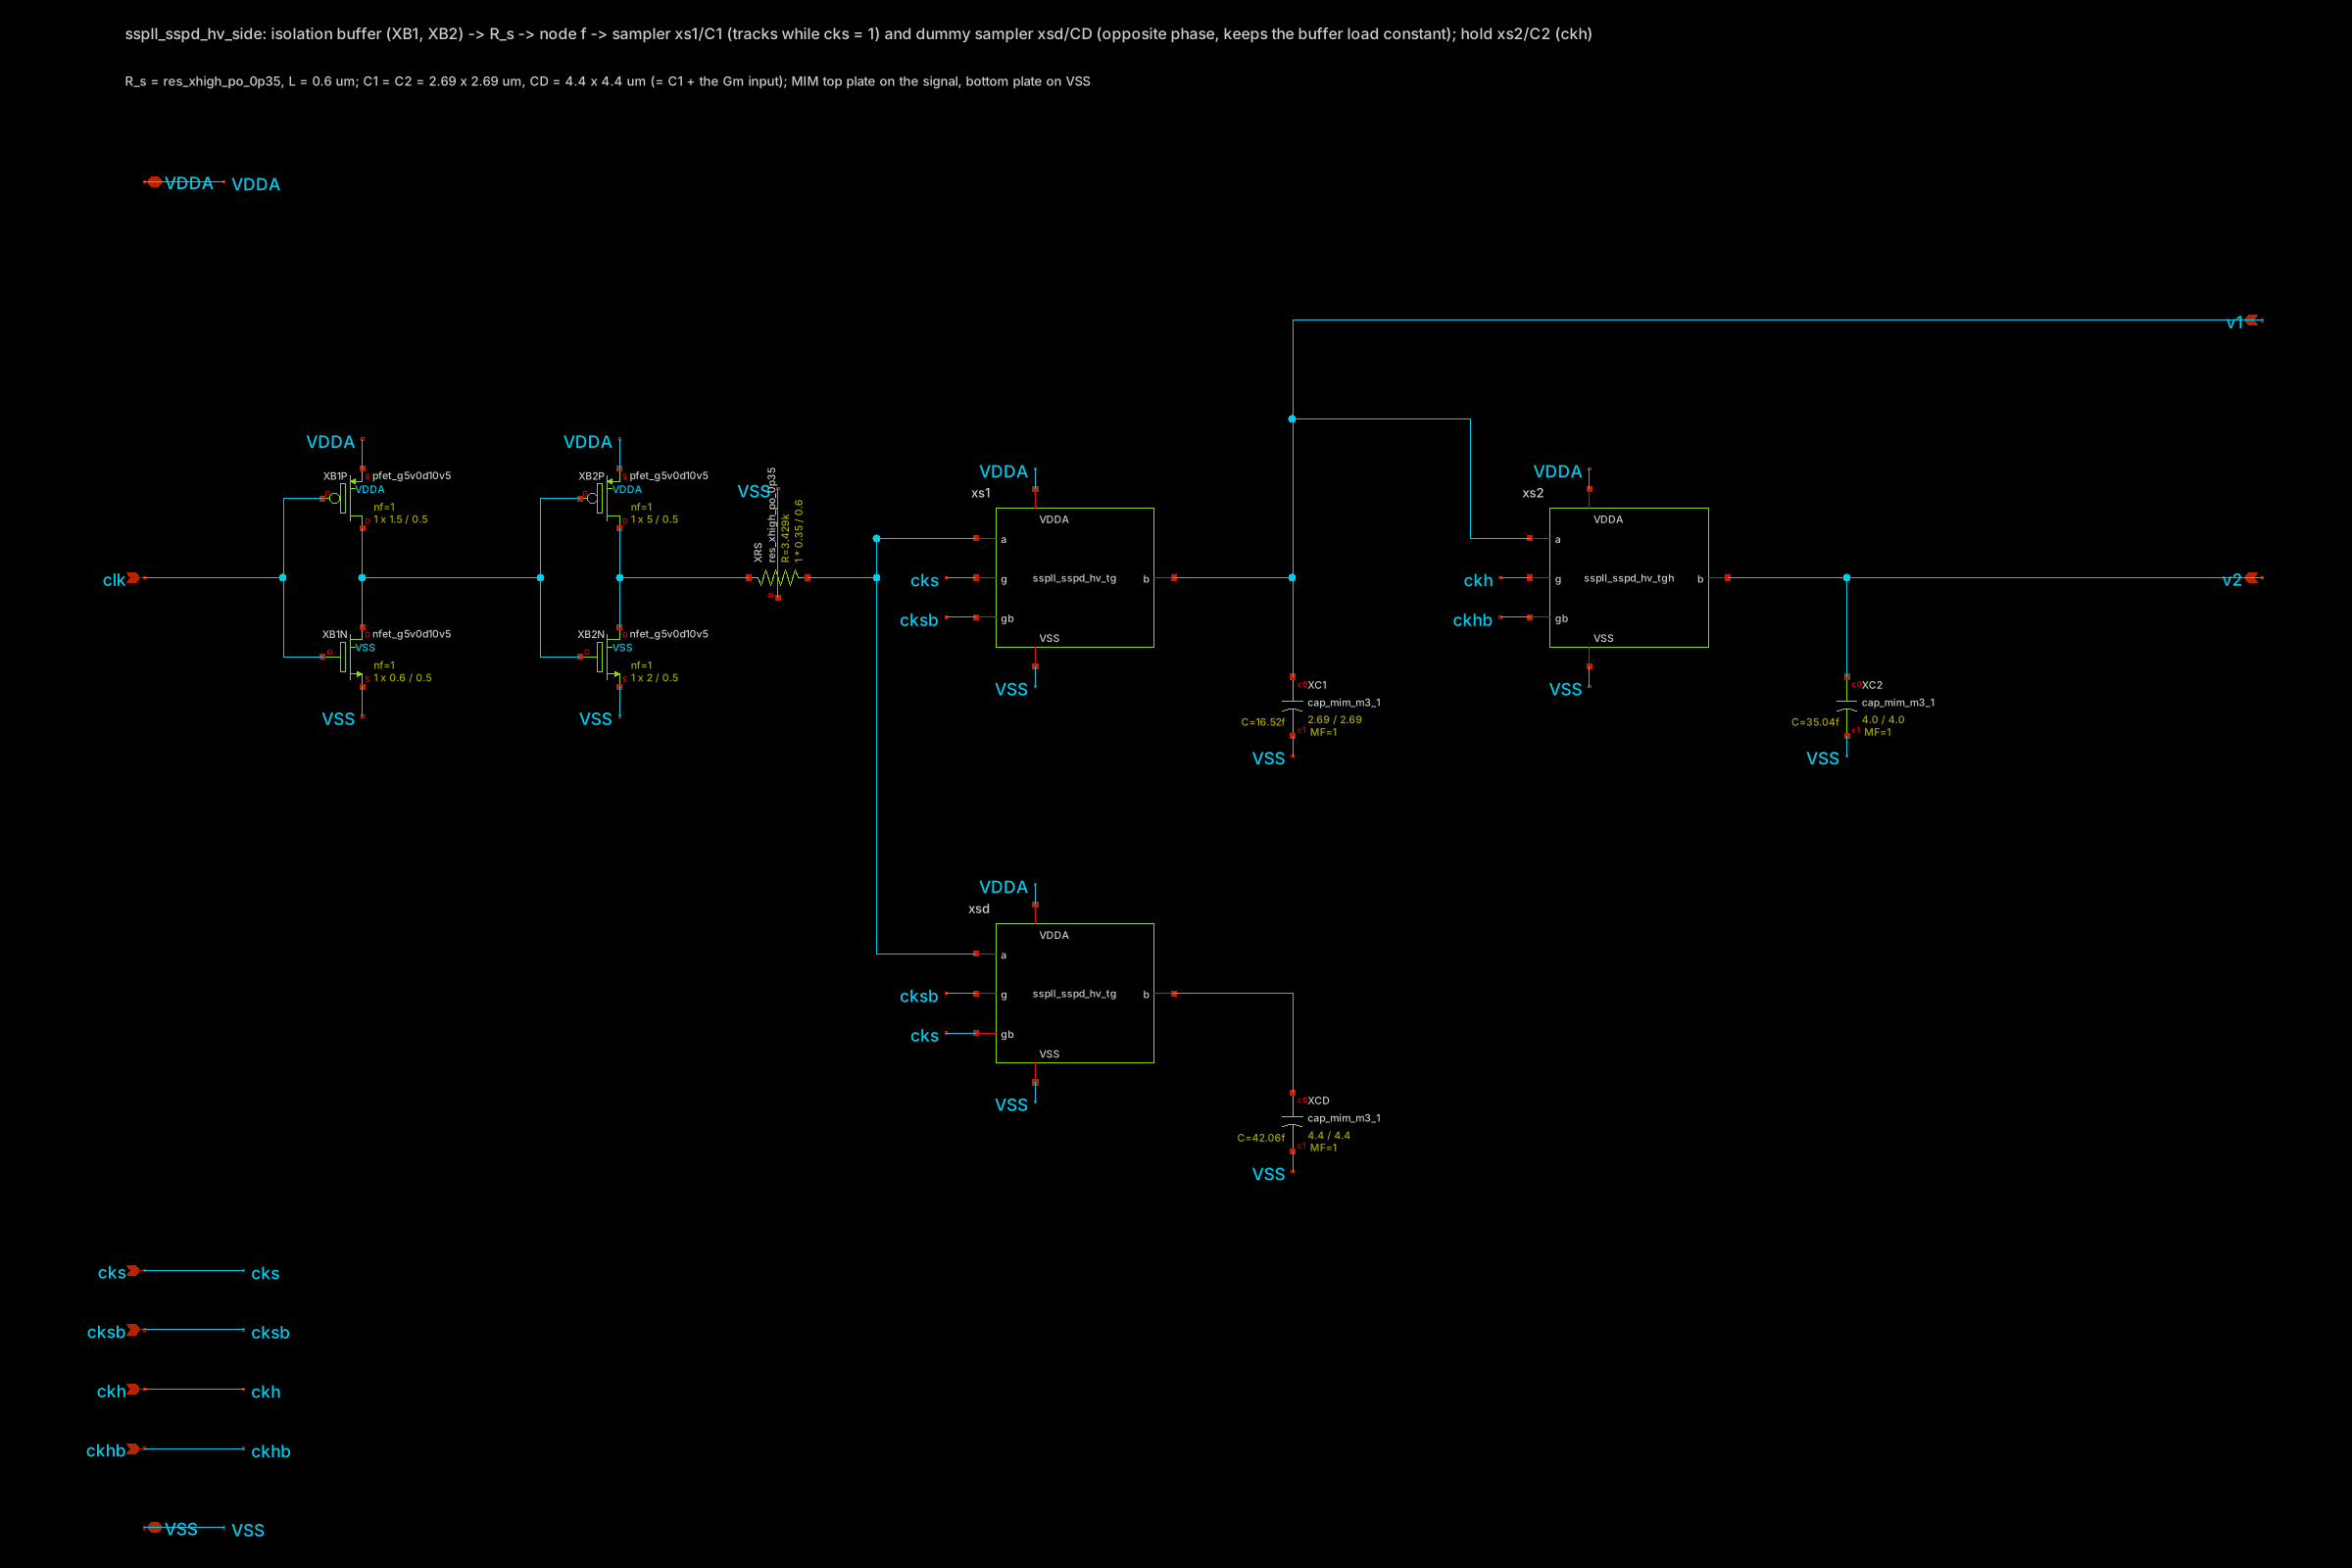 sspll_sspd_hv_side: isolation buffer (XB1, XB2) -> R_s -> node f -> sampler xs1/C1 (tracks while cks = 1) and dummy sampler xsd/CD (opposite phase, keeps the buffer load constant); hold xs2/C2 (ckh)
R_s = res_xhigh_po_0p35, L = 0.6 um; C1 = C2 = 2.69 x 2.69 um, CD = 4.4 x 4.4 um (= C1 + the Gm input); MIM top plate on the signal, bottom plate on VSS
VDDA VDDA
v1
clk
VDDA
XB1P
pfet_g5v0d10v5
S
VDDA
G
nf=1
1 x 1.5 / 0.5
D
XB1N
nfet_g5v0d10v5
D
VSS
G
nf=1
1 x 0.6 / 0.5
S
VSS
VDDA
XB2P
pfet_g5v0d10v5
S
VDDA
G
nf=1
1 x 5 / 0.5
D
XB2N
nfet_g5v0d10v5
D
VSS
G
nf=1
1 x 2 / 0.5
S
VSS
VSS
XRS
res_xhigh_po_0p35
R=3.429k
1 * 0.35 / 0.6
B
VDDA
xs1
VDDA
a
cks
g
sspll_sspd_hv_tg
b
cksb
gb
VSS
VSS
c0
XC1
cap_mim_m3_1
C=16.52f
2.69 / 2.69
c1
MF=1
VSS
VDDA
xs2
VDDA
a
ckh
g
sspll_sspd_hv_tgh
b
ckhb
gb
VSS
VSS
v2
c0
XC2
cap_mim_m3_1
C=35.04f
4.0 / 4.0
c1
MF=1
VSS
VDDA
xsd
VDDA
a
cksb
g
sspll_sspd_hv_tg
b
cks
gb
VSS
VSS
c0
XCD
cap_mim_m3_1
C=42.06f
4.4 / 4.4
c1
MF=1
VSS
cks cks
cksb cksb
ckh ckh
ckhb ckhb
VSS VSS